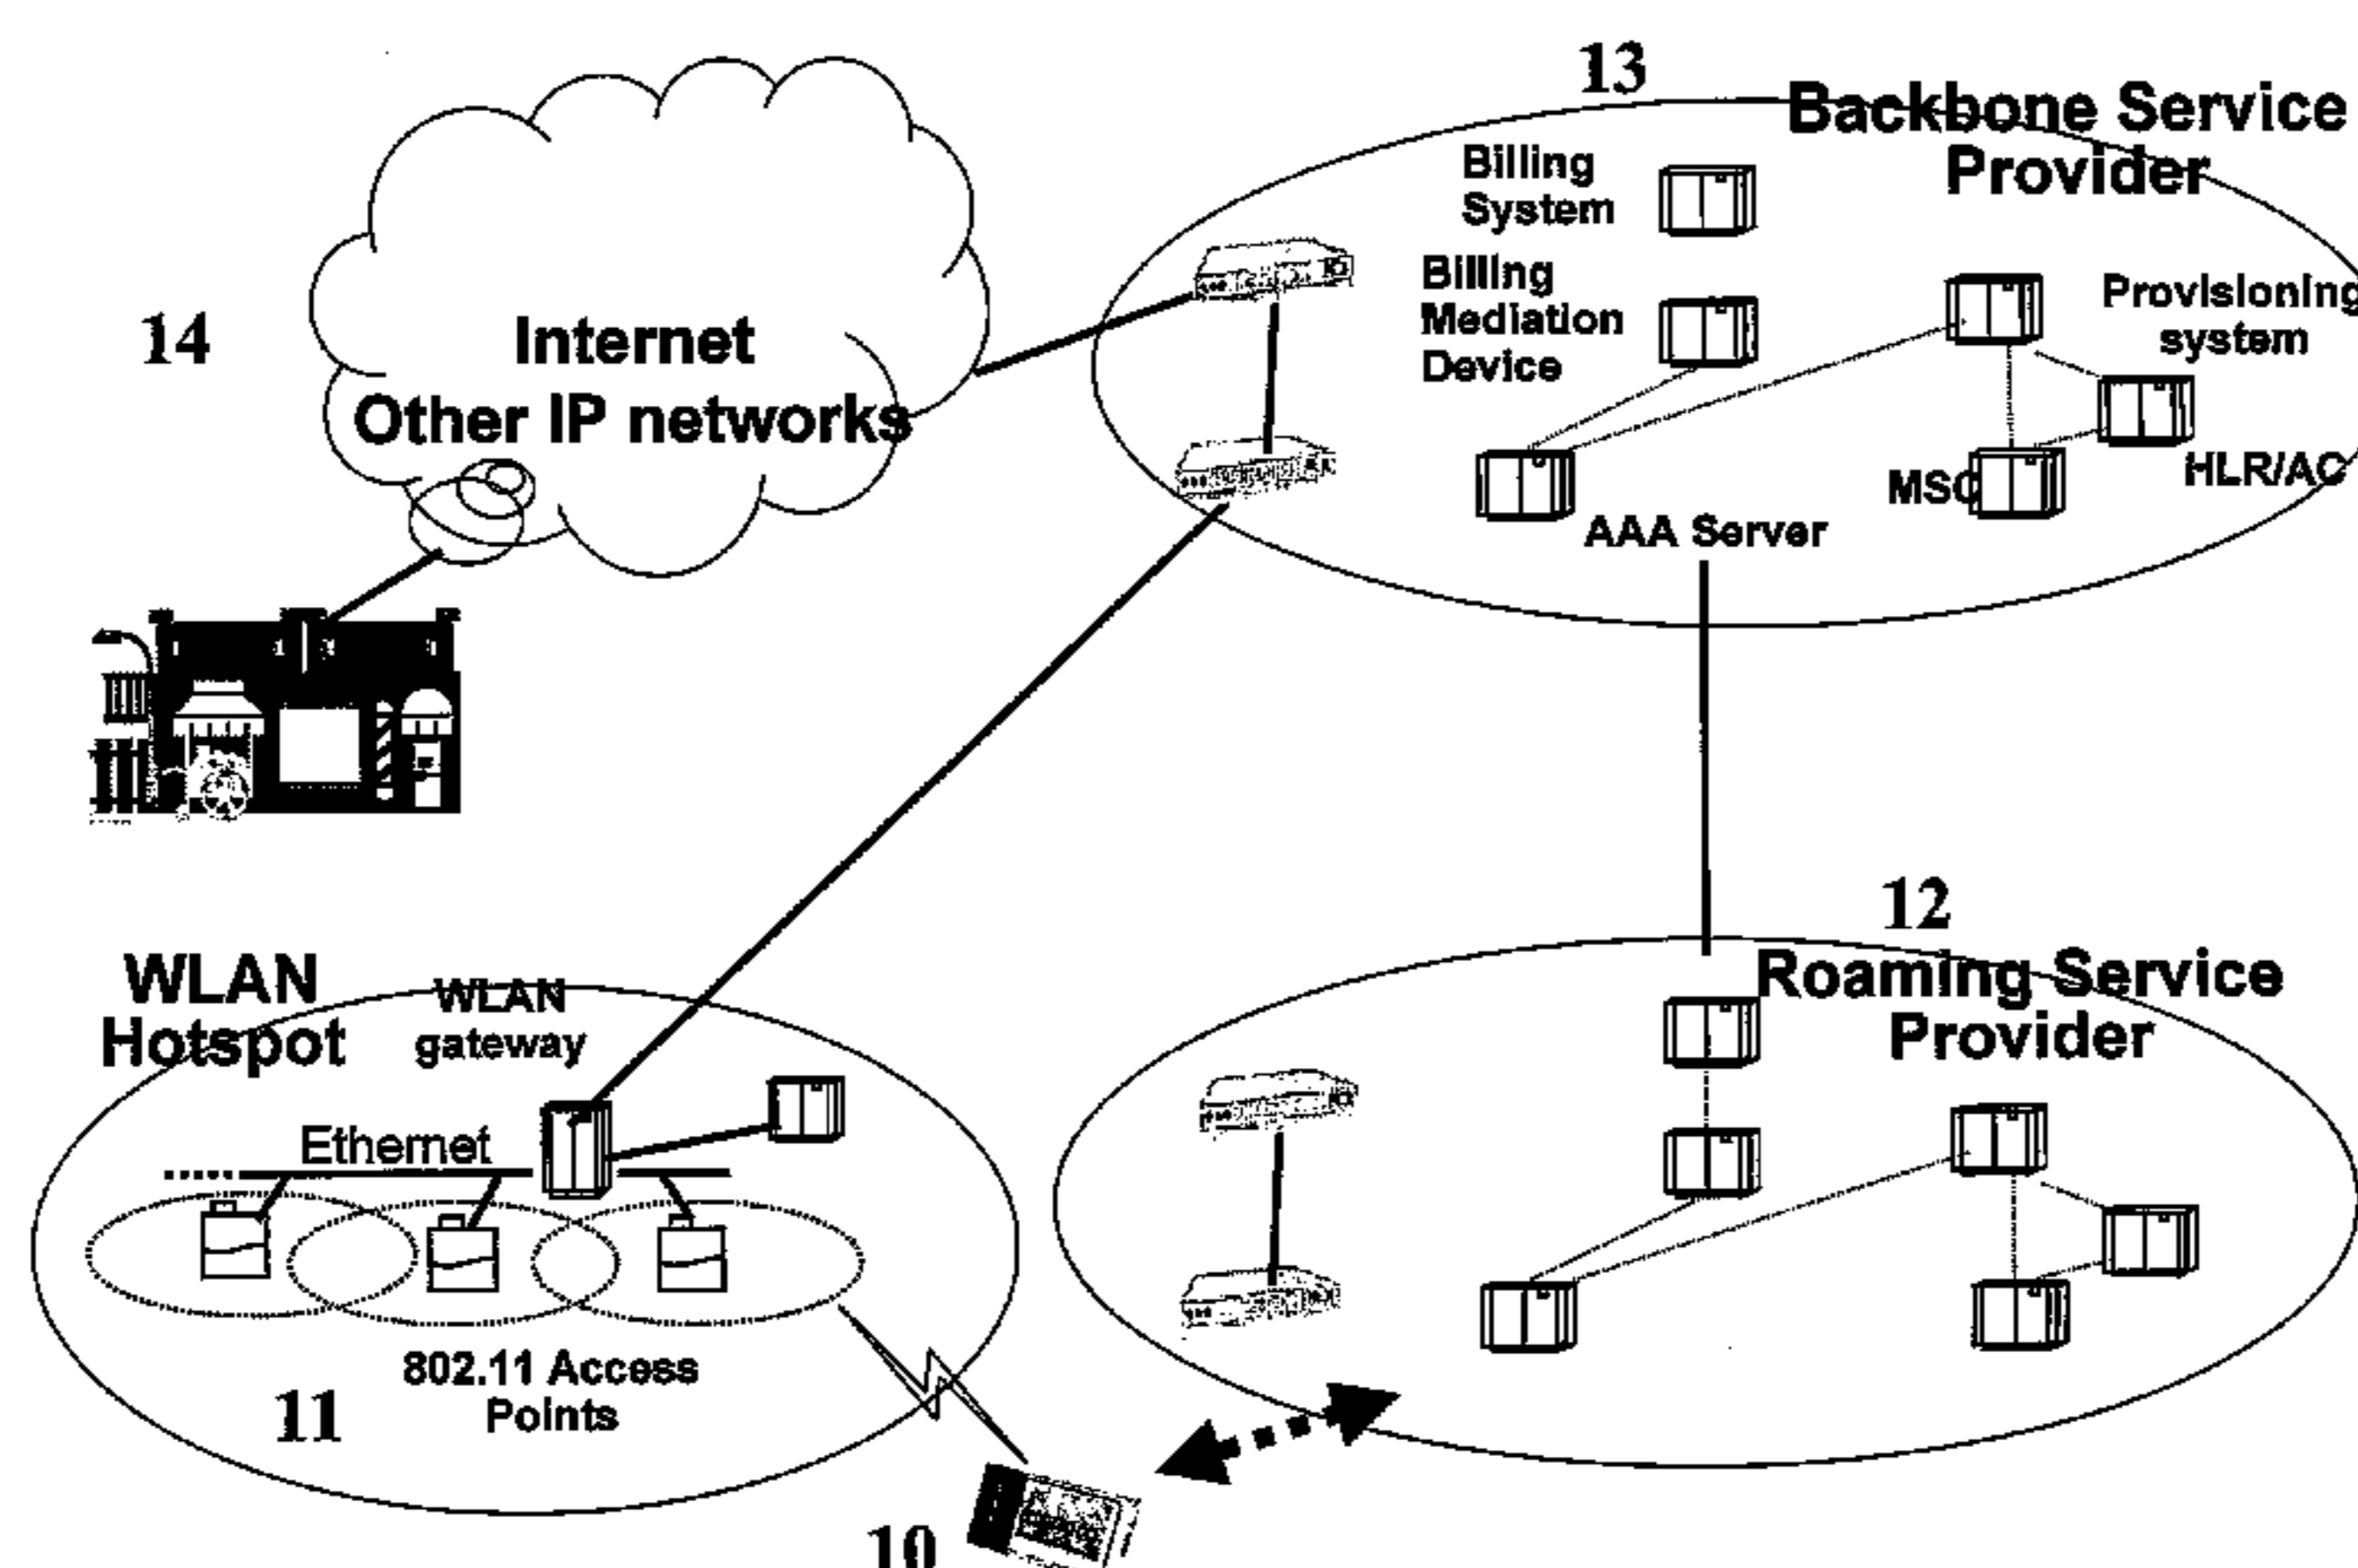 13
Backbone Service
Provider
Billing
System
Billing
Mediation
Device
Provisioning
system
14
Internet
Other IP networks
MSC
HLR/AC
AAA Server
12
Roaming Service
Provider
WLAN
Hotspot
WLAN
gateway
Ethernet
802.11 Access
Points
11
10